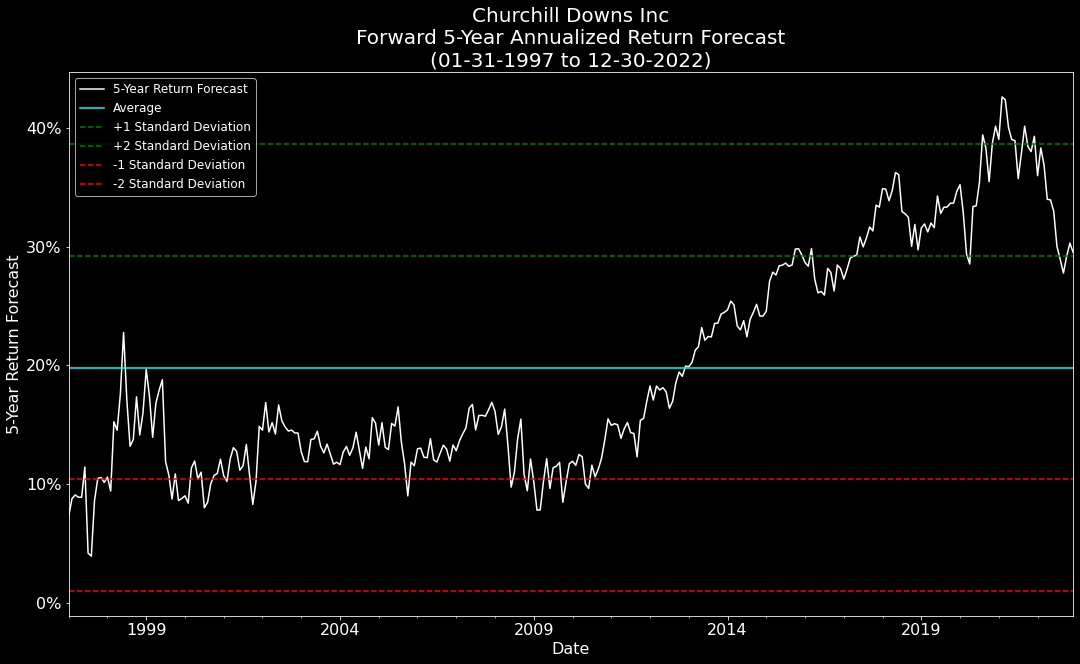 Churchill Downs Inc
Forward 5-Year Annualized Return Forecast
(01-31-1997 to 12-30-2022)
5-Year Return Forecast
Average
+1 Standard Deviation
+2 Standard Deviation
-1 Standard Deviation
-2 Standard Deviation
5-Year Return Forecast
40%
30%
20%
10%
0%
1999
2004
2009
2014
2019
Date